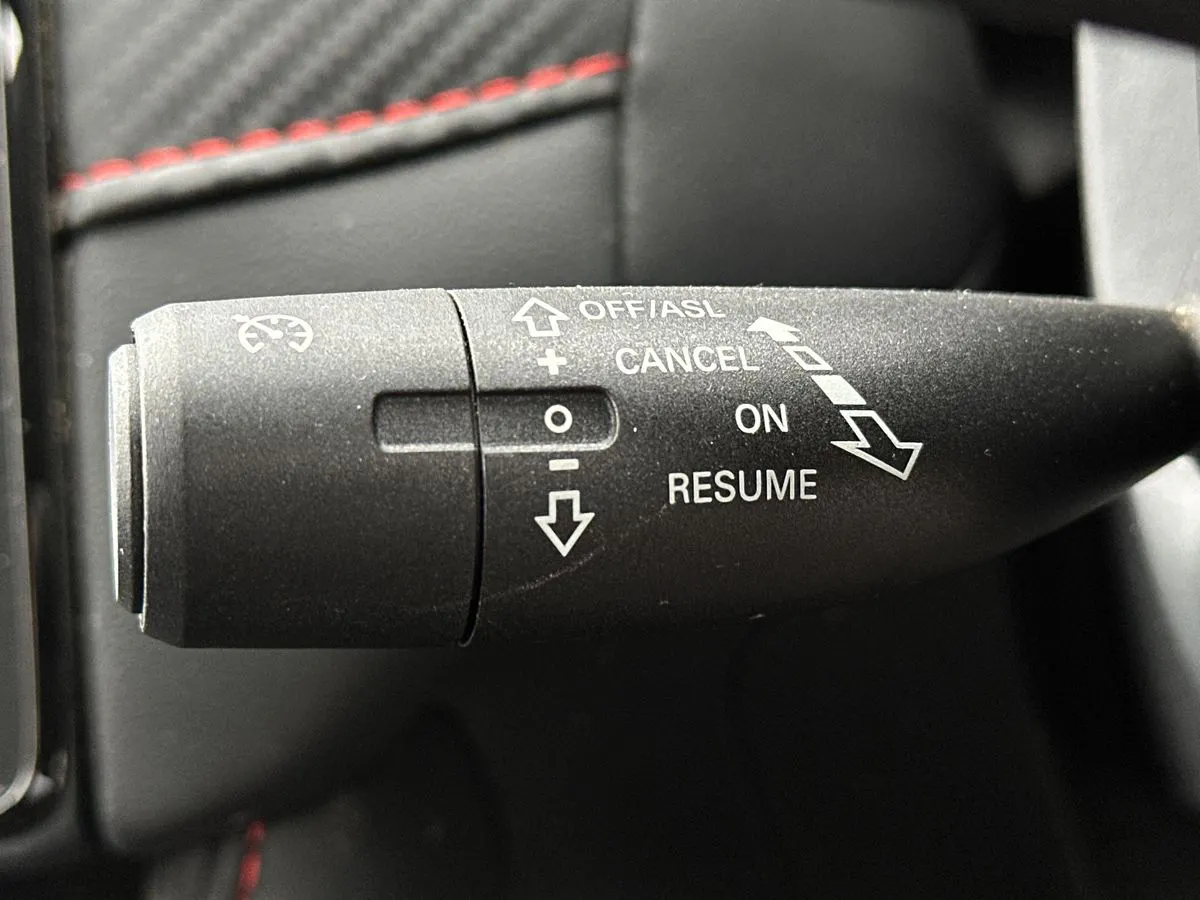 OFF/ASL
+ CANCEL
O ON
– RESUME